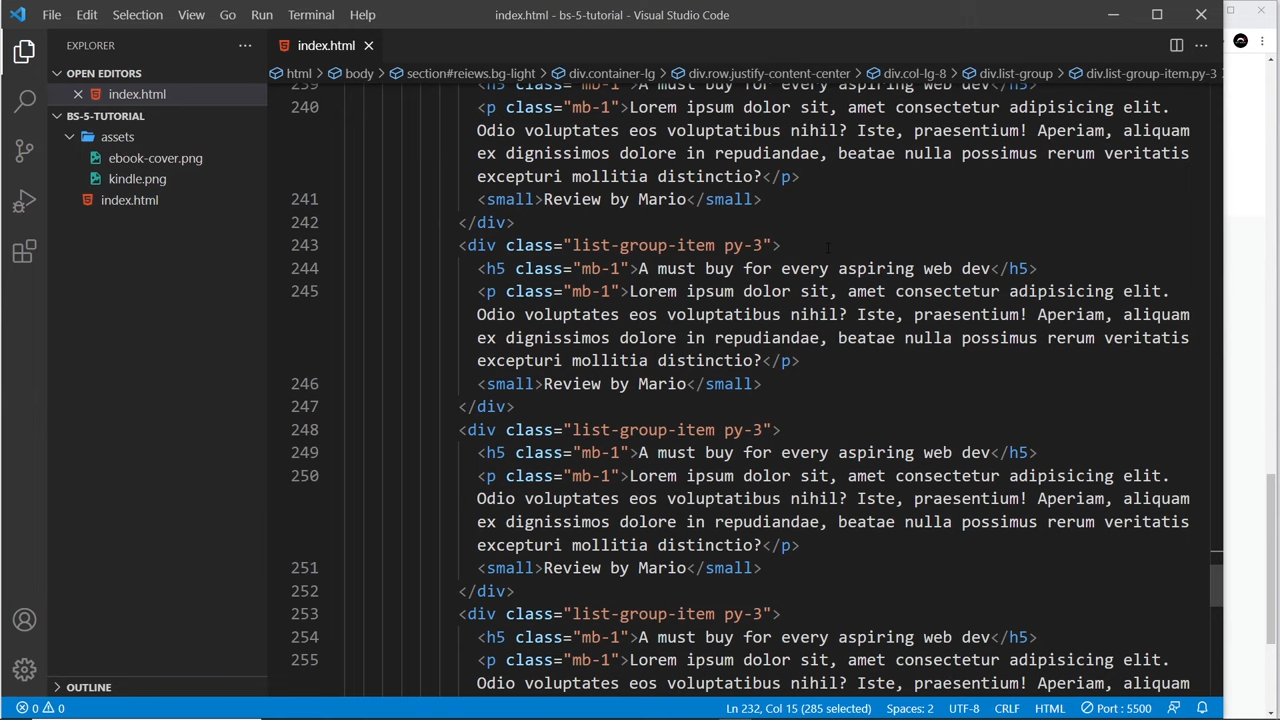 File Edit Selection View Go Run Terminal Help index.html - bs-5-tutorial - Visual Studio Code
EXPLORER
index.html
OPEN EDITORS
html > body > section#reiews.bg-light > div.container-lg > div.row.justify-content-center > div.col-lg-8 > div.list-group > div.list-group-item.py-3
index.html
BS-5-TUTORIAL
assets
ebook-cover.png
kindle.png
index.html
239 <h5 class="mb-1">A must buy for every aspiring web dev</h5>
240 <p class="mb-1">Lorem ipsum dolor sit, amet consectetur adipisicing elit.
Odio voluptates eos voluptatibus nihil? Iste, praesentium! Aperiam, aliquam
ex dignissimos dolore in repudiandae, beatae nulla possimus rerum veritatis
excepturi mollitia distinctio?</p>
241 <small>Review by Mario</small>
242 </div>
243 <div class="list-group-item py-3">
244 <h5 class="mb-1">A must buy for every aspiring web dev</h5>
245 <p class="mb-1">Lorem ipsum dolor sit, amet consectetur adipisicing elit.
Odio voluptates eos voluptatibus nihil? Iste, praesentium! Aperiam, aliquam
ex dignissimos dolore in repudiandae, beatae nulla possimus rerum veritatis
excepturi mollitia distinctio?</p>
246 <small>Review by Mario</small>
247 </div>
248 <div class="list-group-item py-3">
249 <h5 class="mb-1">A must buy for every aspiring web dev</h5>
250 <p class="mb-1">Lorem ipsum dolor sit, amet consectetur adipisicing elit.
Odio voluptates eos voluptatibus nihil? Iste, praesentium! Aperiam, aliquam
ex dignissimos dolore in repudiandae, beatae nulla possimus rerum veritatis
excepturi mollitia distinctio?</p>
251 <small>Review by Mario</small>
252 </div>
253 <div class="list-group-item py-3">
254 <h5 class="mb-1">A must buy for every aspiring web dev</h5>
255 <p class="mb-1">Lorem ipsum dolor sit, amet consectetur adipisicing elit.
Odio voluptates eos voluptatibus nihil? Iste, praesentium! Aperiam, aliquam
OUTLINE
0 0 Ln 232, Col 15 (285 selected) Spaces: 2 UTF-8 CRLF HTML Port : 5500